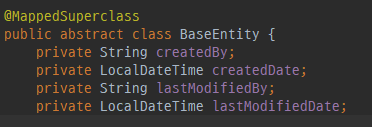 @MappedSuperclass
public abstract class BaseEntity {
    private String createdBy;
    private LocalDateTime createdDate;
    private String lastModifiedBy;
    private LocalDateTime lastModifiedDate;